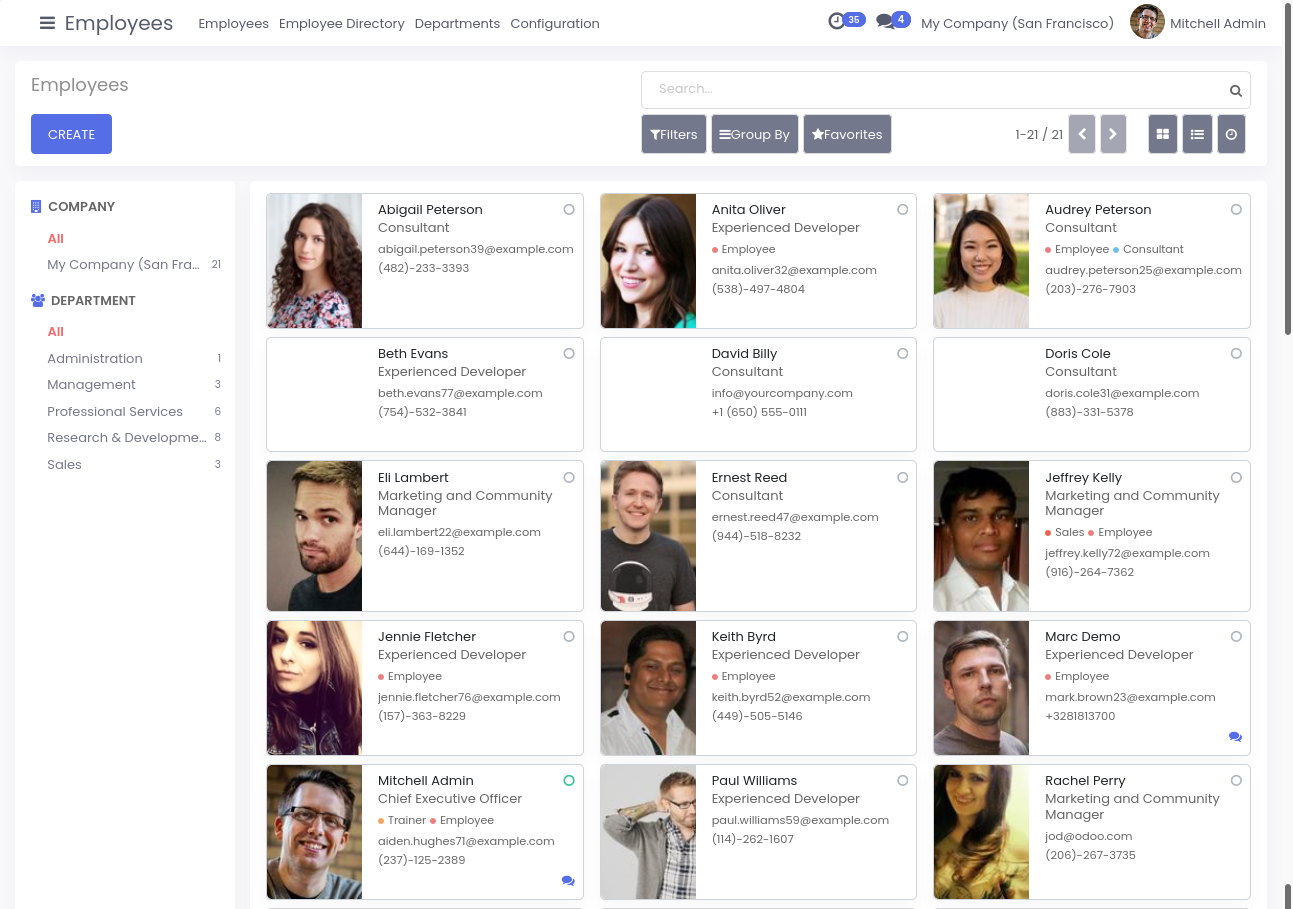 Employees
Employees Employee Directory Departments Configuration
35 4 My Company (San Francisco) Mitchell Admin
Employees
Search...
CREATE
Filters Group By Favorites
1-21 / 21
COMPANY
All
My Company (San Fra... 21
DEPARTMENT
All
Administration 1
Management 3
Professional Services 6
Research & Developme... 8
Sales 3
Abigail Peterson
Consultant
abigail.peterson39@example.com
(482)-233-3393
Anita Oliver
Experienced Developer
Employee
anita.oliver32@example.com
(538)-497-4804
Audrey Peterson
Consultant
Employee Consultant
audrey.peterson25@example.com
(203)-276-7903
Beth Evans
Experienced Developer
beth.evans77@example.com
(754)-532-3841
David Billy
Consultant
info@yourcompany.com
+1 (650) 555-0111
Doris Cole
Consultant
doris.cole31@example.com
(883)-331-5378
Eli Lambert
Marketing and Community
Manager
eli.lambert22@example.com
(644)-169-1352
Ernest Reed
Consultant
ernest.reed47@example.com
(944)-518-8232
Jeffrey Kelly
Marketing and Community
Manager
Sales Employee
jeffrey.kelly72@example.com
(916)-264-7362
Jennie Fletcher
Experienced Developer
Employee
jennie.fletcher76@example.com
(157)-363-8229
Keith Byrd
Experienced Developer
Employee
keith.byrd52@example.com
(449)-505-5146
Marc Demo
Experienced Developer
Employee
mark.brown23@example.com
+3281813700
Mitchell Admin
Chief Executive Officer
Trainer Employee
aiden.hughes71@example.com
(237)-125-2389
Paul Williams
Experienced Developer
paul.williams59@example.com
(114)-262-1607
Rachel Perry
Marketing and Community
Manager
jod@odoo.com
(206)-267-3735